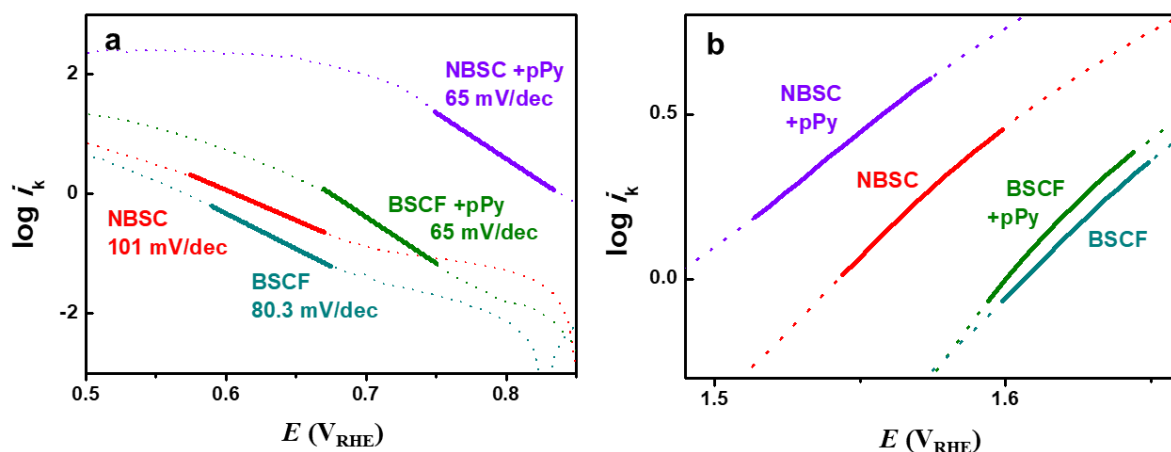 a
2
0
-2
log i_k
NBSC +pPy
65 mV/dec
NBSC
101 mV/dec
BSCF +pPy
65 mV/dec
BSCF
80.3 mV/dec
0.5
0.6
0.7
0.8
E (V_RHE)
b
0.5
0.0
log i_k
NBSC
+pPy
NBSC
BSCF
+pPy
BSCF
1.5
1.6
E (V_RHE)